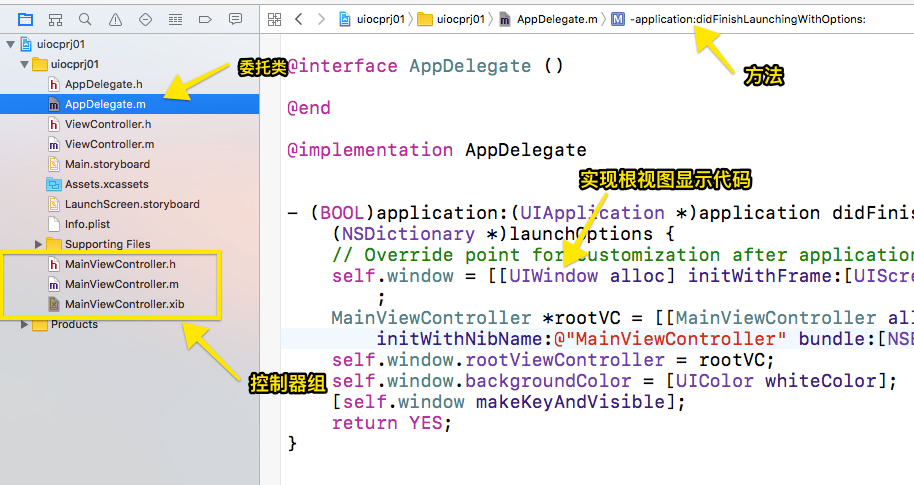 uiocprj01 〉 uiocprj01 〉 AppDelegate.m 〉 M -application:didFinishLaunchingWithOptions:
uiocprj01
uiocprj01
AppDelegate.h
AppDelegate.m
ViewController.h
ViewController.m
Main.storyboard
Assets.xcassets
LaunchScreen.storyboard
Info.plist
Supporting Files
MainViewController.h
MainViewController.m
MainViewController.xib
Products
委托类
控制器组
方法
@interface AppDelegate ()
@end
@implementation AppDelegate
实现根视图显示代码
- (BOOL)application:(UIApplication *)application didFinis
(NSDictionary *)launchOptions {
// Override point for customization after application
self.window = [[UIWindow alloc] initWithFrame:[UIScre
;
MainViewController *rootVC = [[MainViewController all
initWithNibName:@"MainViewController" bundle:[NSB
self.window.rootViewController = rootVC;
self.window.backgroundColor = [UIColor whiteColor];
[self.window makeKeyAndVisible];
return YES;
}